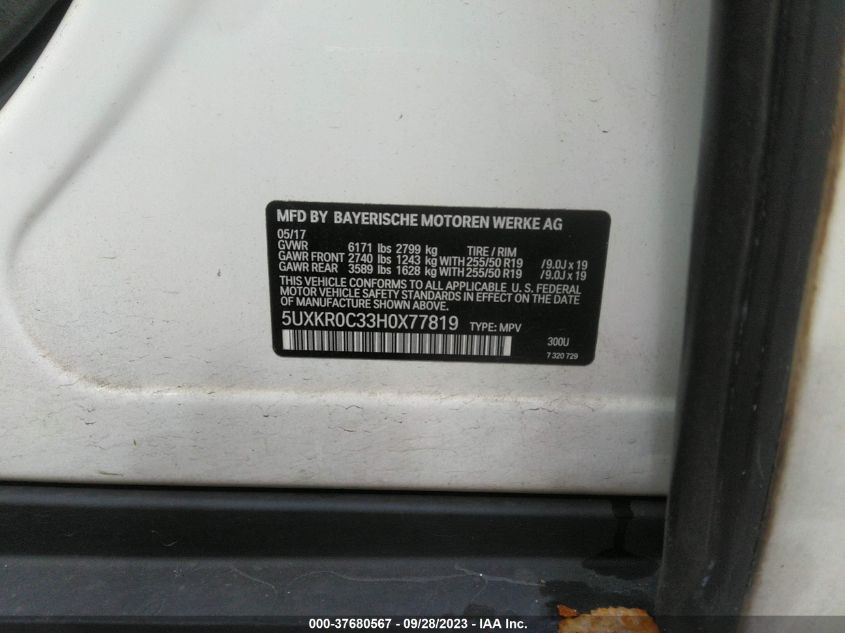 MFD BY BAYERISCHE MOTOREN WERKE AG
05/17
GVWR 6171 lbs 2799 kg TIRE / RIM
GAWR FRONT 2740 lbs 1243 kg WITH 255/50 R19 /9.0J x 19
GAWR REAR 3589 lbs 1628 kg WITH 255/50 R19 /9.0J x 19
THIS VEHICLE CONFORMS TO ALL APPLICABLE U. S. FEDERAL
MOTOR VEHICLE SAFETY STANDARDS IN EFFECT ON THE DATE
OF MANUFACTURE SHOWN ABOVE.
5UXKR0C33H0X77819 TYPE: MPV
300U
7 320 729
000-37680567 - 09/28/2023 - IAA Inc.